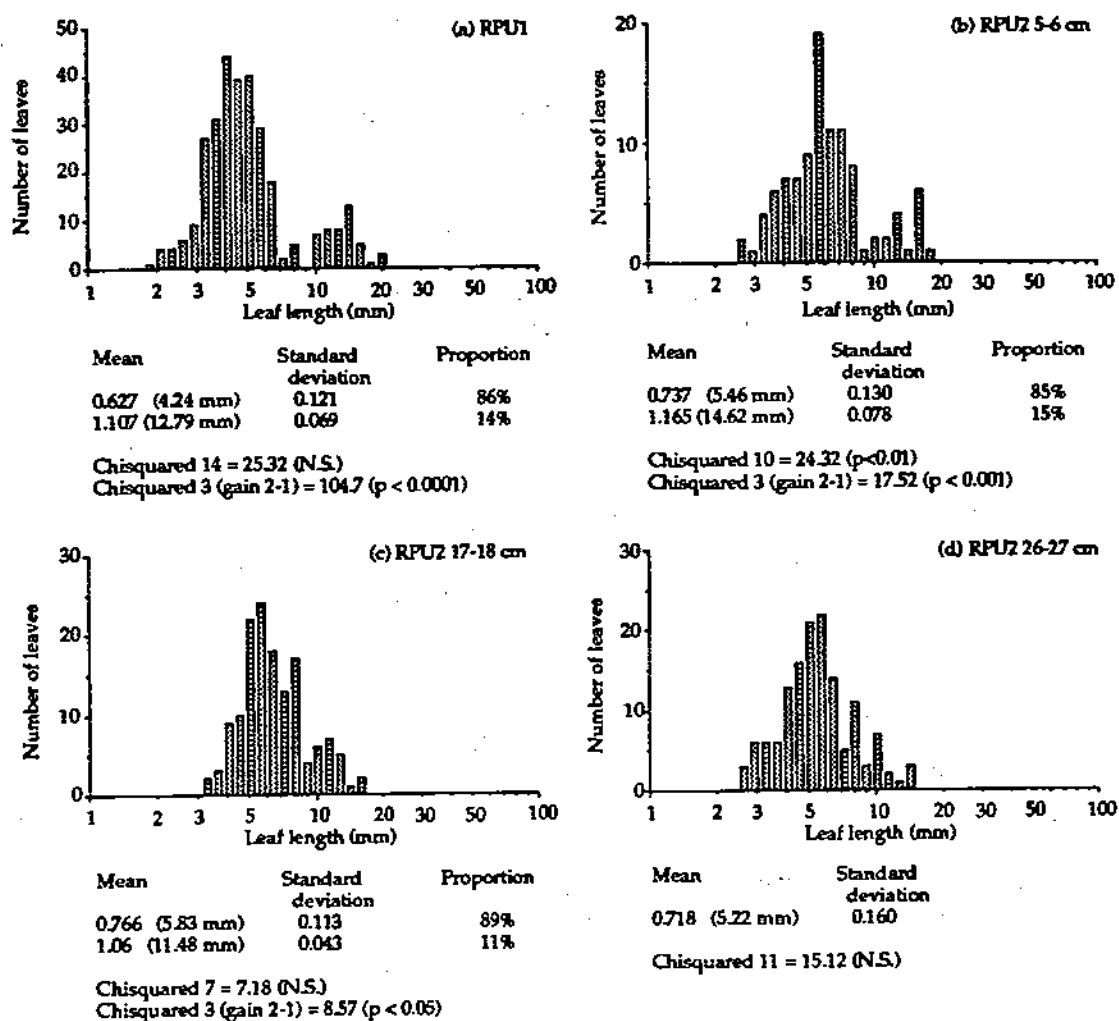 (a) RPU1
50
40
30
20
10
0
Number of leaves
1 2 3 5 10 20 30 50 100
Leaf length (mm)
Mean Standard deviation Proportion
0.627 (4.24 mm) 0.121 86%
1.107 (12.79 mm) 0.069 14%
Chisquared 14 = 25.32 (N.S.)
Chisquared 3 (gain 2-1) = 104.7 (p < 0.0001)
(b) RPU2 5-6 cm
20
10
0
Number of leaves
1 2 3 5 10 20 30 50 100
Leaf length (mm)
Mean Standard deviation Proportion
0.737 (5.46 mm) 0.130 85%
1.165 (14.62 mm) 0.078 15%
Chisquared 10 = 24.32 (p<0.01)
Chisquared 3 (gain 2-1) = 17.52 (p < 0.001)
(c) RPU2 17-18 cm
30
20
10
0
Number of leaves
1 2 3 5 10 20 30 50 100
Leaf length (mm)
Mean Standard deviation Proportion
0.766 (5.83 mm) 0.113 89%
1.06 (11.48 mm) 0.043 11%
Chisquared 7 = 7.18 (N.S.)
Chisquared 3 (gain 2-1) = 8.57 (p < 0.05)
(d) RPU2 26-27 cm
30
20
10
0
Number of leaves
1 2 3 5 10 20 30 50 100
Leaf length (mm)
Mean Standard deviation
0.718 (5.22 mm) 0.160
Chisquared 11 = 15.12 (N.S.)